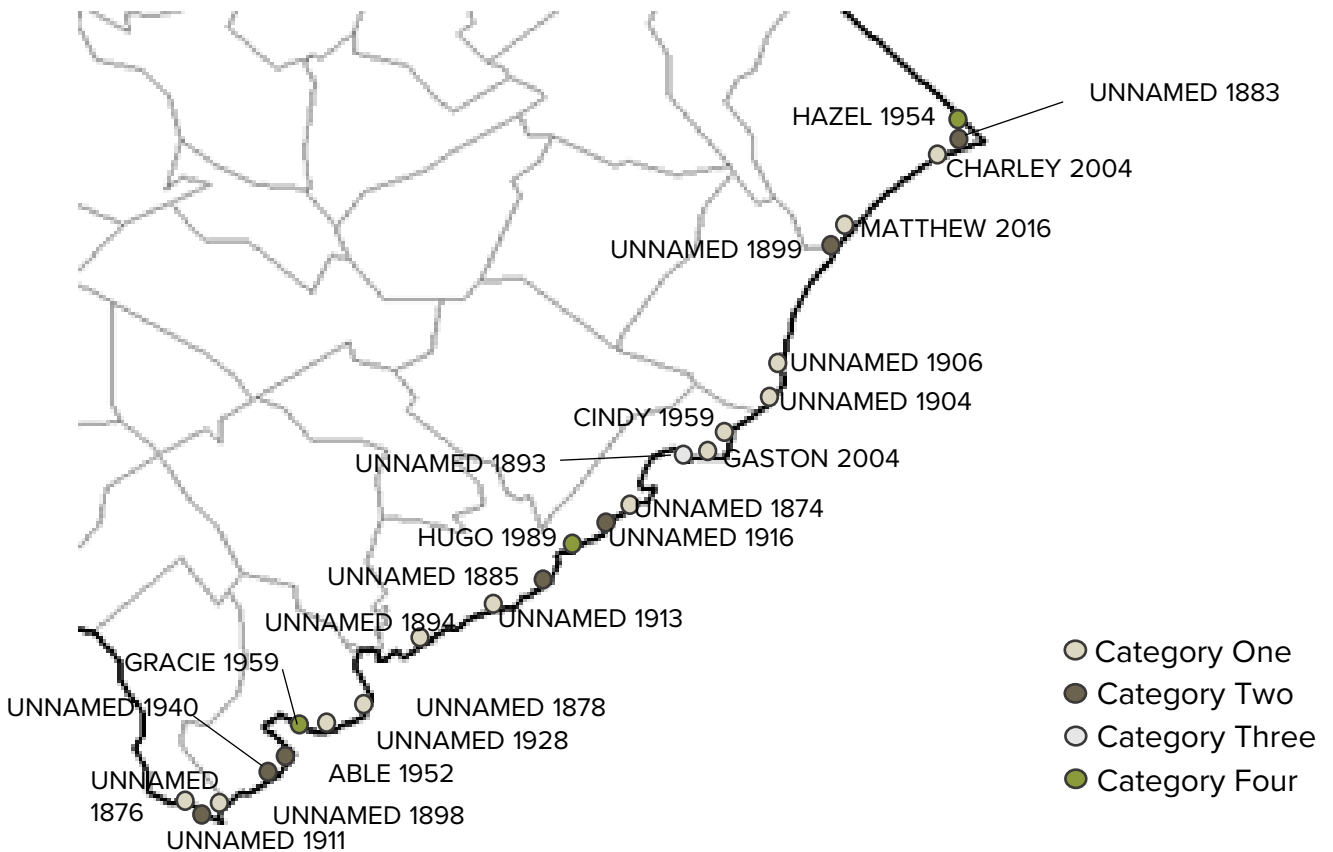 UNNAMED 1883
HAZEL 1954
CHARLEY 2004
MATTHEW 2016
UNNAMED 1899
UNNAMED 1906
UNNAMED 1904
CINDY 1959
GASTON 2004
UNNAMED 1893
UNNAMED 1874
HUGO 1989
UNNAMED 1916
UNNAMED 1885
UNNAMED 1913
UNNAMED 1894
GRACIE 1959
UNNAMED 1940
UNNAMED 1878
UNNAMED 1928
ABLE 1952
UNNAMED
1876
UNNAMED 1898
UNNAMED 1911
Category One
Category Two
Category Three
Category Four